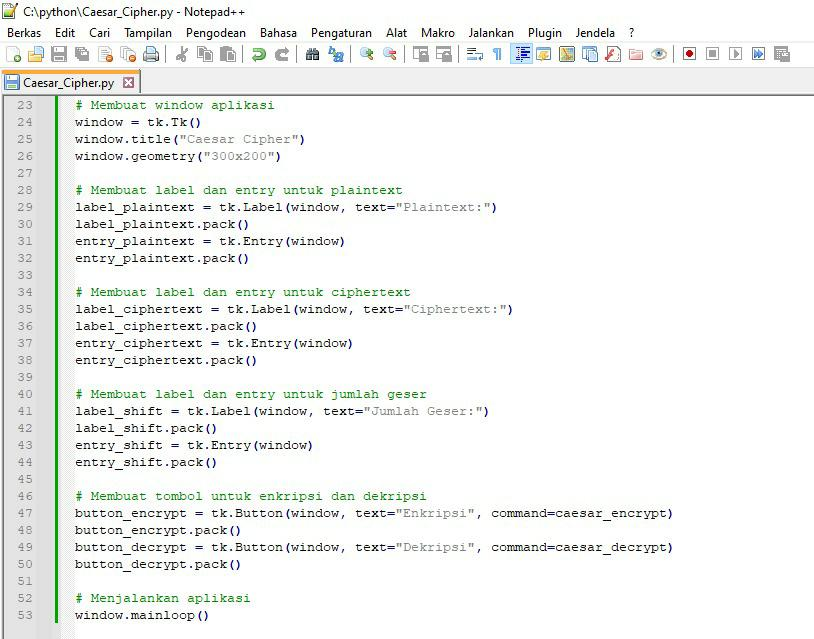 C:\python\Caesar_Cipher.py - Notepad++
Berkas Edit Cari Tampilan Pengodean Bahasa Pengaturan Alat Makro Jalankan Plugin Jendela ?
Caesar_Cipher.py
23 # Membuat window aplikasi
24 window = tk.Tk()
25 window.title("Caesar Cipher")
26 window.geometry("300x200")
27
28 # Membuat label dan entry untuk plaintext
29 label_plaintext = tk.Label(window, text="Plaintext:")
30 label_plaintext.pack()
31 entry_plaintext = tk.Entry(window)
32 entry_plaintext.pack()
33
34 # Membuat label dan entry untuk ciphertext
35 label_ciphertext = tk.Label(window, text="Ciphertext:")
36 label_ciphertext.pack()
37 entry_ciphertext = tk.Entry(window)
38 entry_ciphertext.pack()
39
40 # Membuat label dan entry untuk jumlah geser
41 label_shift = tk.Label(window, text="Jumlah Geser:")
42 label_shift.pack()
43 entry_shift = tk.Entry(window)
44 entry_shift.pack()
45
46 # Membuat tombol untuk enkripsi dan dekripsi
47 button_encrypt = tk.Button(window, text="Enkripsi", command=caesar_encrypt)
48 button_encrypt.pack()
49 button_decrypt = tk.Button(window, text="Dekripsi", command=caesar_decrypt)
50 button_decrypt.pack()
51
52 # Menjalankan aplikasi
53 window.mainloop()